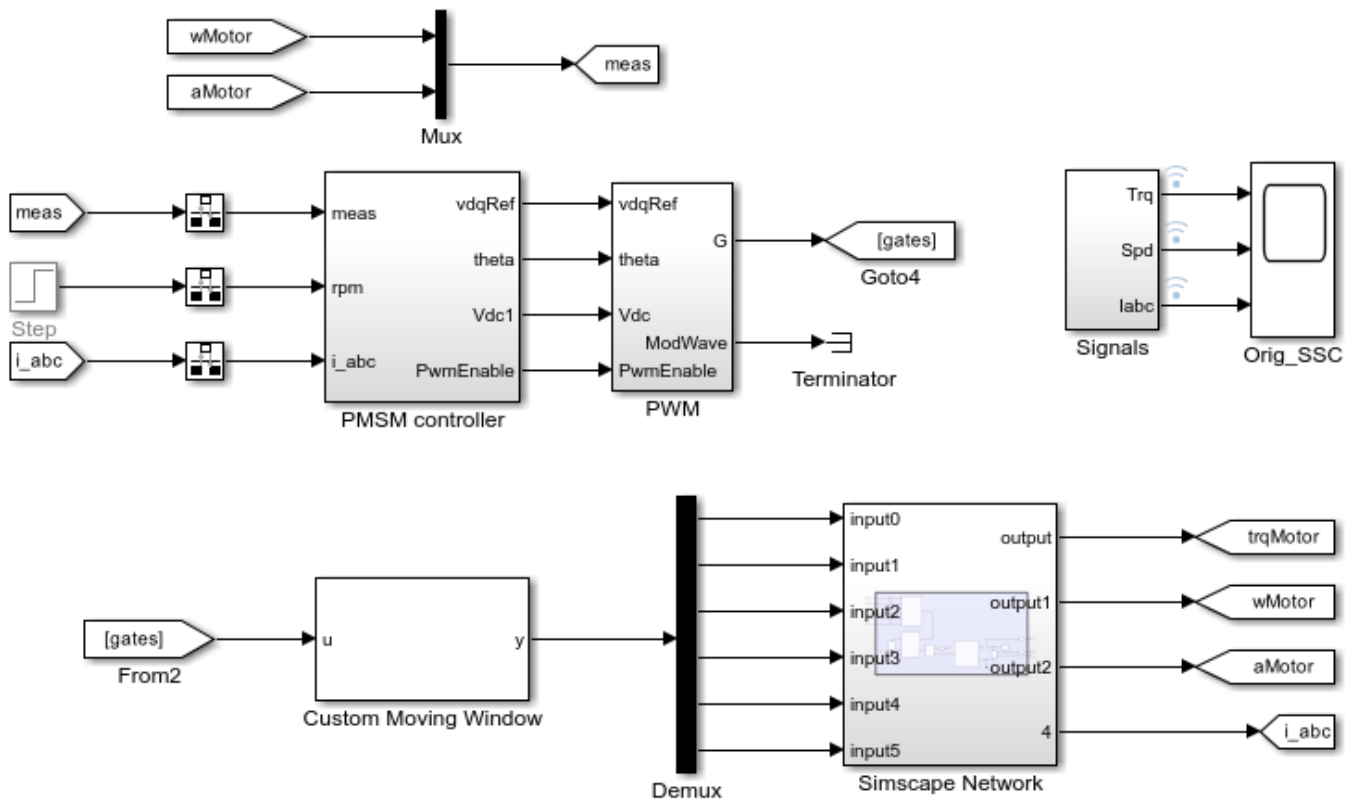 wMotor
aMotor
meas
Mux
meas
Step
i_abc
meas
rpm
i_abc
vdqRef
theta
Vdc1
PwmEnable
PMSM controller
vdqRef
theta
Vdc
PwmEnable
G
ModWave
PWM
[gates]
Goto4
Terminator
Trq
Spd
Iabc
Signals
Orig_SSC
[gates]
From2
u
y
Custom Moving Window
Demux
input0
input1
input2
input3
input4
input5
output
output1
output2
4
Simscape Network
trqMotor
wMotor
aMotor
i_abc